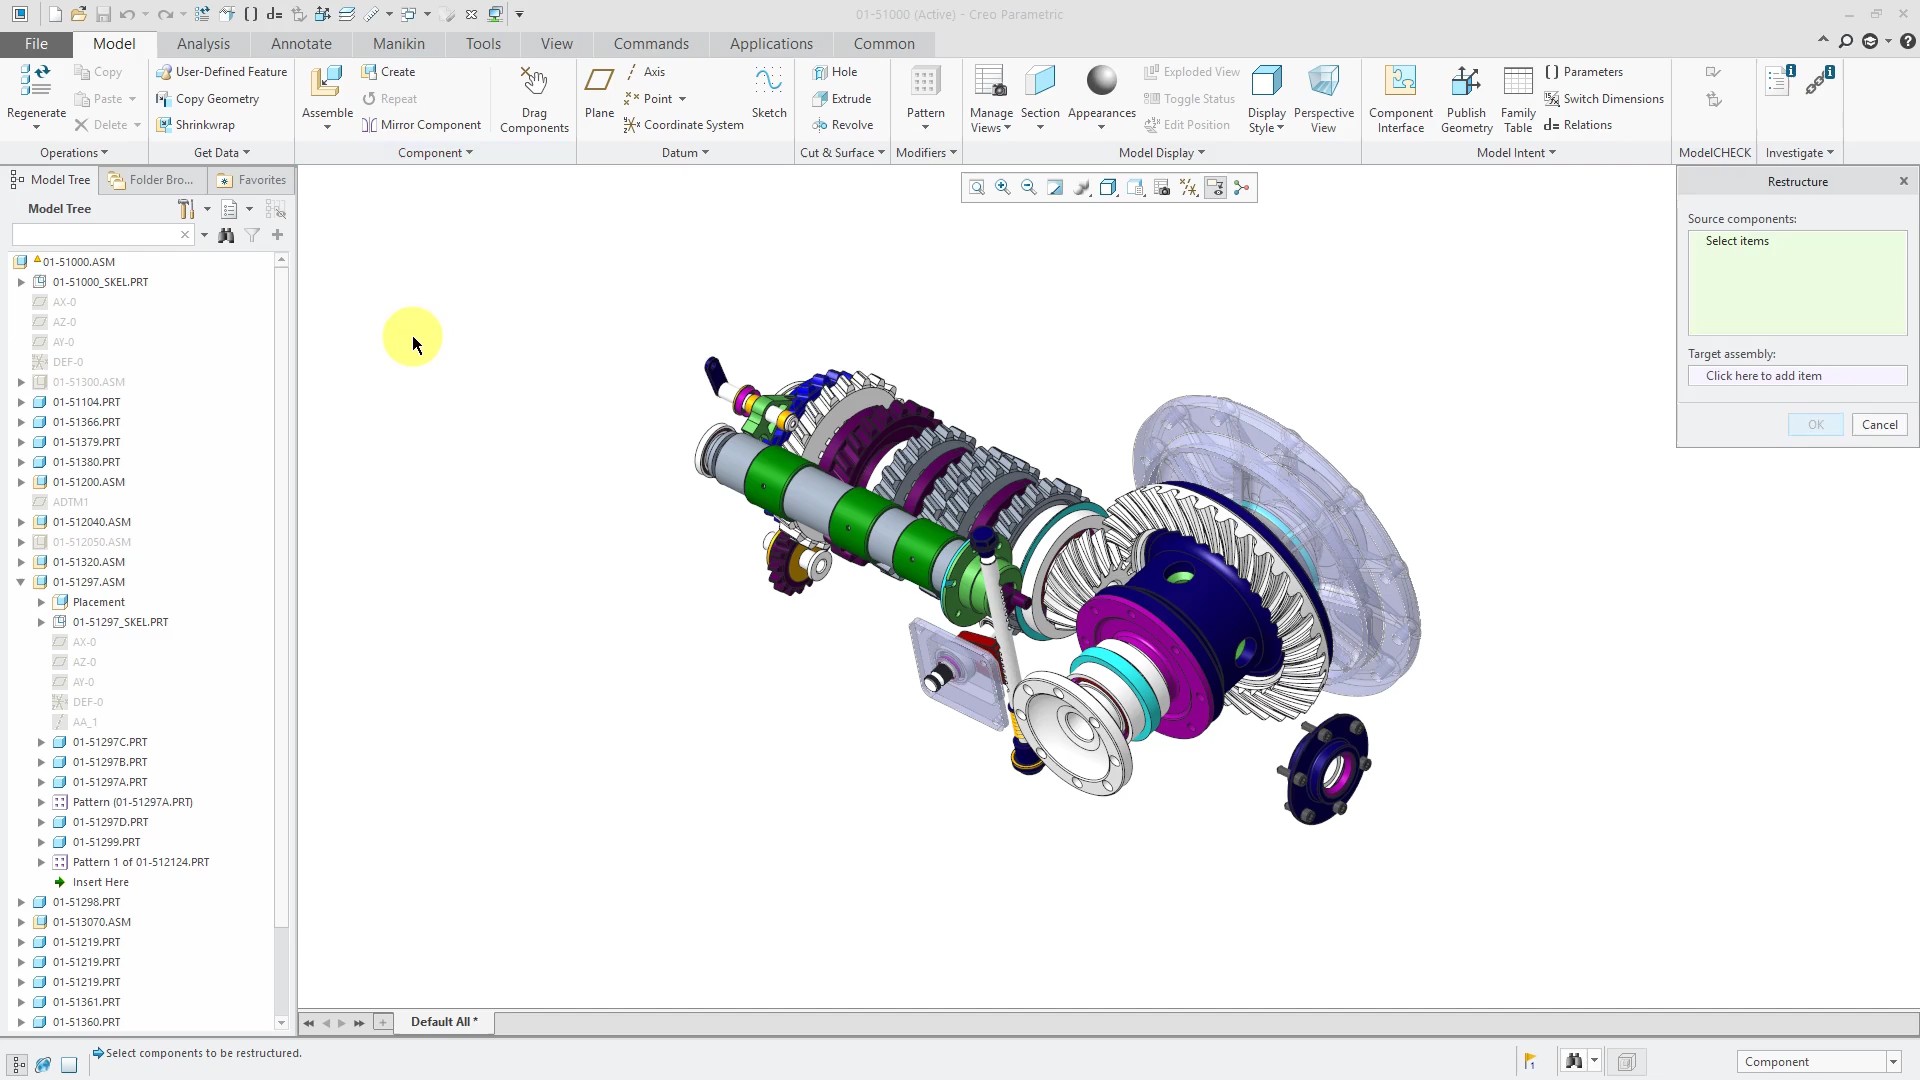 01-51000 (Active) - Creo Parametric
File
Model
Analysis
Annotate
Manikin
Tools
View
Commands
Applications
Common
Regenerate
Copy
Paste
Delete
Operations
User-Defined Feature
Copy Geometry
Shrinkwrap
Get Data
Assemble
Create
Repeat
Mirror Component
Drag
Components
Component
Plane
Axis
Point
Coordinate System
Sketch
Datum
Hole
Extrude
Revolve
Cut & Surface
Pattern
Modifiers
Manage
Views
Section
Appearances
Exploded View
Toggle Status
Edit Position
Display
Style
Perspective
View
Model Display
Component
Interface
Publish
Geometry
Family
Table
Parameters
Switch Dimensions
d= Relations
Model Intent
ModelCHECK
Investigate
Model Tree
Folder Bro...
Favorites
Model Tree
01-51000.ASM
01-51000_SKEL.PRT
AX-0
AZ-0
AY-0
DEF-0
01-51300.ASM
01-51104.PRT
01-51366.PRT
01-51379.PRT
01-51380.PRT
01-51200.ASM
ADTM1
01-512040.ASM
01-512050.ASM
01-51320.ASM
01-51297.ASM
Placement
01-51297_SKEL.PRT
AX-0
AZ-0
AY-0
DEF-0
AA_1
01-51297C.PRT
01-51297B.PRT
01-51297A.PRT
Pattern (01-51297A.PRT)
01-51297D.PRT
01-51299.PRT
Pattern 1 of 01-512124.PRT
Insert Here
01-51298.PRT
01-513070.ASM
01-51219.PRT
01-51219.PRT
01-51219.PRT
01-51361.PRT
01-51360.PRT
Restructure
Source components:
Select items
Target assembly:
Click here to add item
OK
Cancel
Default All *
Select components to be restructured.
1
Component